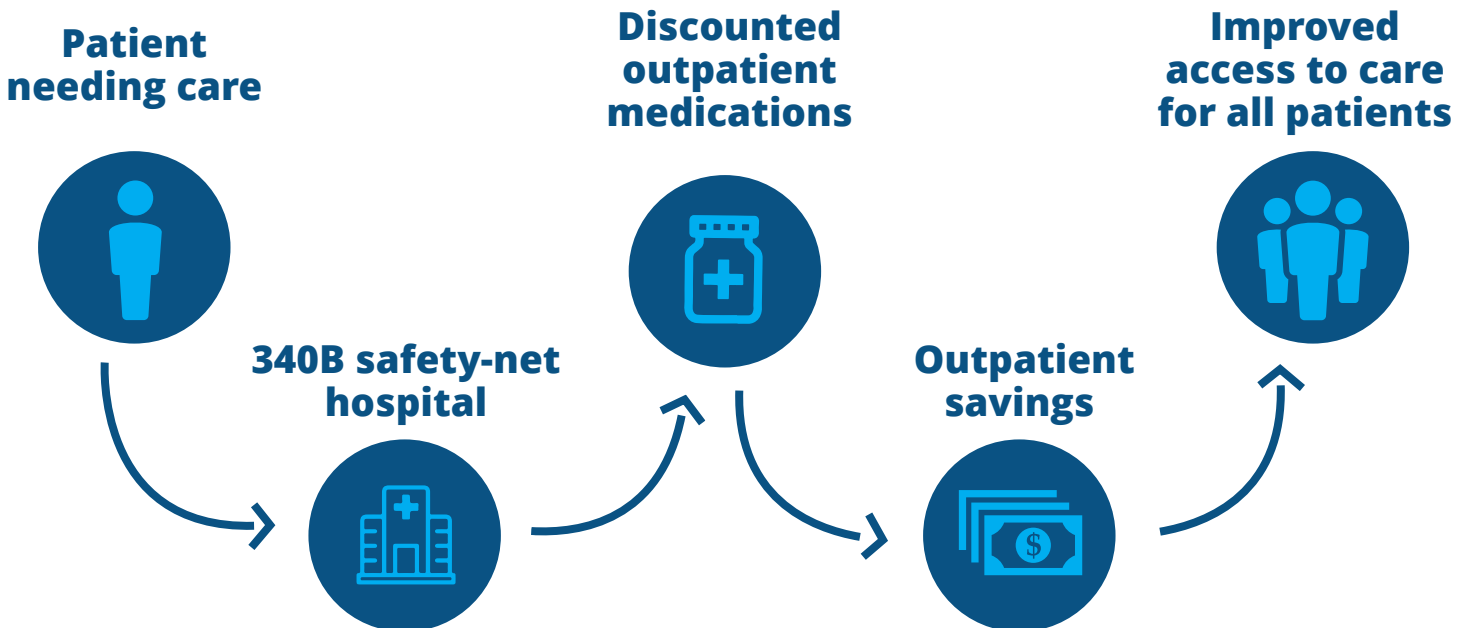 Patient
needing care
340B safety-net
hospital
Discounted
outpatient
medications
Outpatient
savings
$
Improved
access to care
for all patients